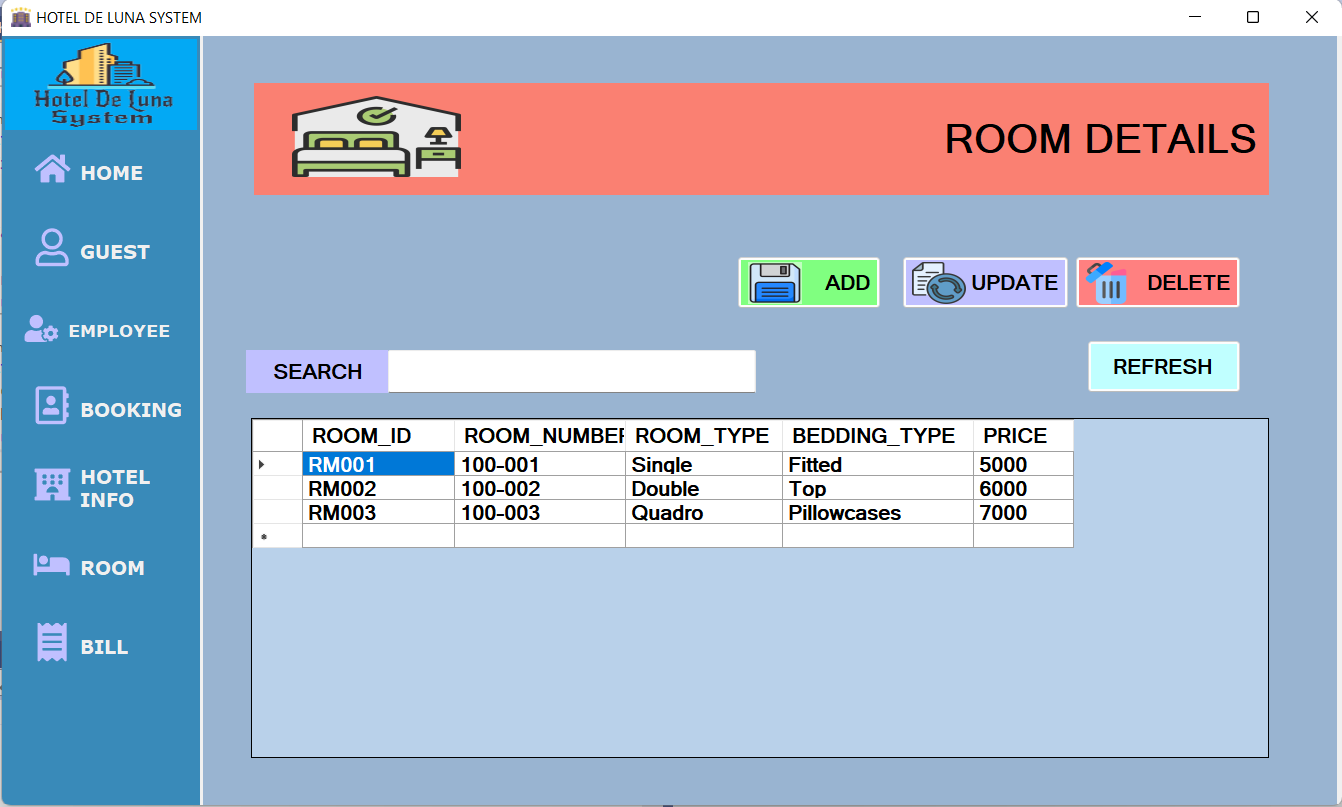 HOTEL DE LUNA SYSTEM
Hotel De Luna
System
HOME
GUEST
EMPLOYEE
BOOKING
HOTEL
INFO
ROOM
BILL
ROOM DETAILS
ADD UPDATE DELETE
SEARCH REFRESH
ROOM_ID ROOM_NUMBER ROOM_TYPE BEDDING_TYPE PRICE
RM001 100-001 Single Fitted 5000
RM002 100-002 Double Top 6000
RM003 100-003 Quadro Pillowcases 7000